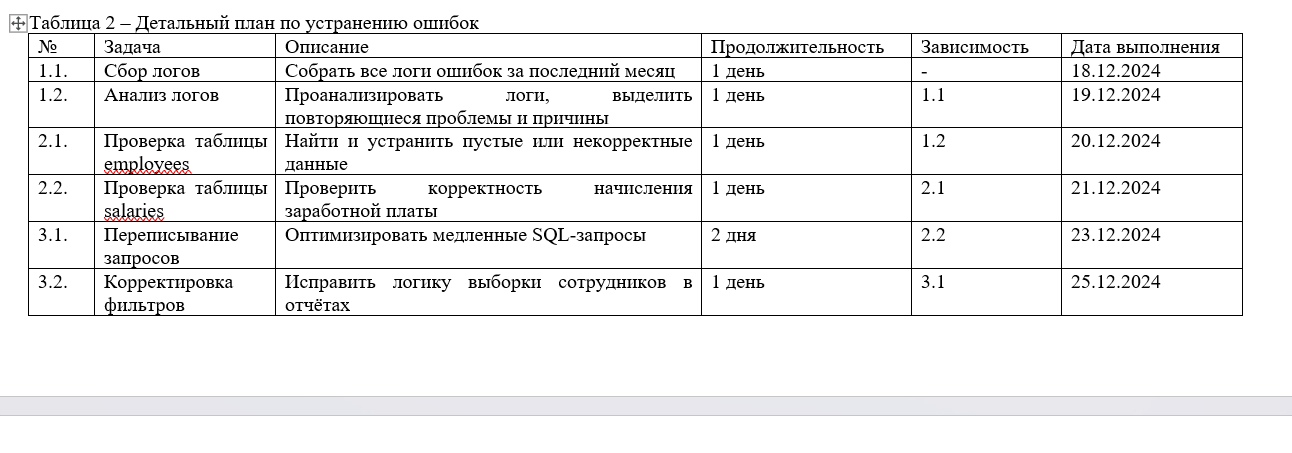 Таблица 2 – Детальный план по устранению ошибок
№ Задача Описание Продолжительность Зависимость Дата выполнения
1.1. Сбор логов Собрать все логи ошибок за последний месяц 1 день - 18.12.2024
1.2. Анализ логов Проанализировать логи, выделить 1 день 1.1 19.12.2024
повторяющиеся проблемы и причины
2.1. Проверка таблицы Найти и устранить пустые или некорректные 1 день 1.2 20.12.2024
employees данные
2.2. Проверка таблицы Проверить корректность начисления 1 день 2.1 21.12.2024
salaries заработной платы
3.1. Переписывание Оптимизировать медленные SQL-запросы 2 дня 2.2 23.12.2024
запросов
3.2. Корректировка Исправить логику выборки сотрудников в 1 день 3.1 25.12.2024
фильтров отчётах